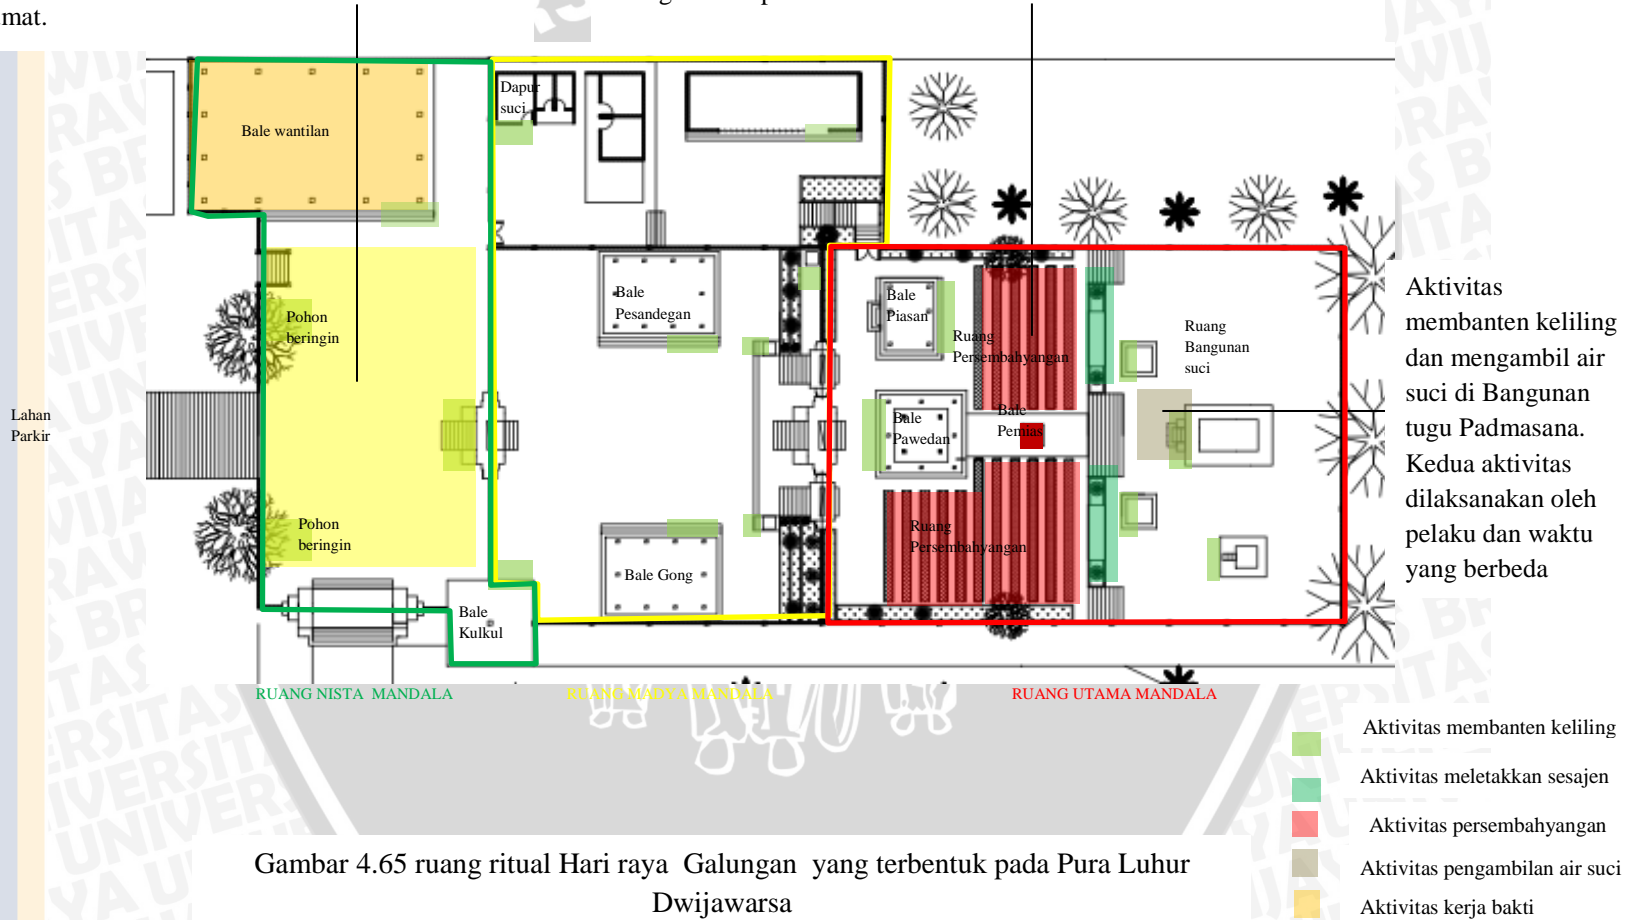 umat.
Dapur
suci
Bale wantilan
Bale
Pesandegan
Bale
Piasan
Ruang
Persembahyangan
Ruang
Bangunan
suci
Pohon
beringin
Lahan
Parkir
Bale
Pawedan
Bale
Pemias
Pohon
beringin
Ruang
Persembahyangan
Bale Gong
Bale
Kulkul
Aktivitas
membanten keliling
dan mengambil air
suci di Bangunan
tugu Padmasana.
Kedua aktivitas
dilaksanakan oleh
pelaku dan waktu
yang berbeda
RUANG NISTA MANDALA
RUANG MADYA MANDALA
RUANG UTAMA MANDALA
Aktivitas membanten keliling
Aktivitas meletakkan sesajen
Aktivitas persembahyangan
Aktivitas pengambilan air suci
Aktivitas kerja bakti
Gambar 4.65 ruang ritual Hari raya Galungan yang terbentuk pada Pura Luhur
Dwijawarsa